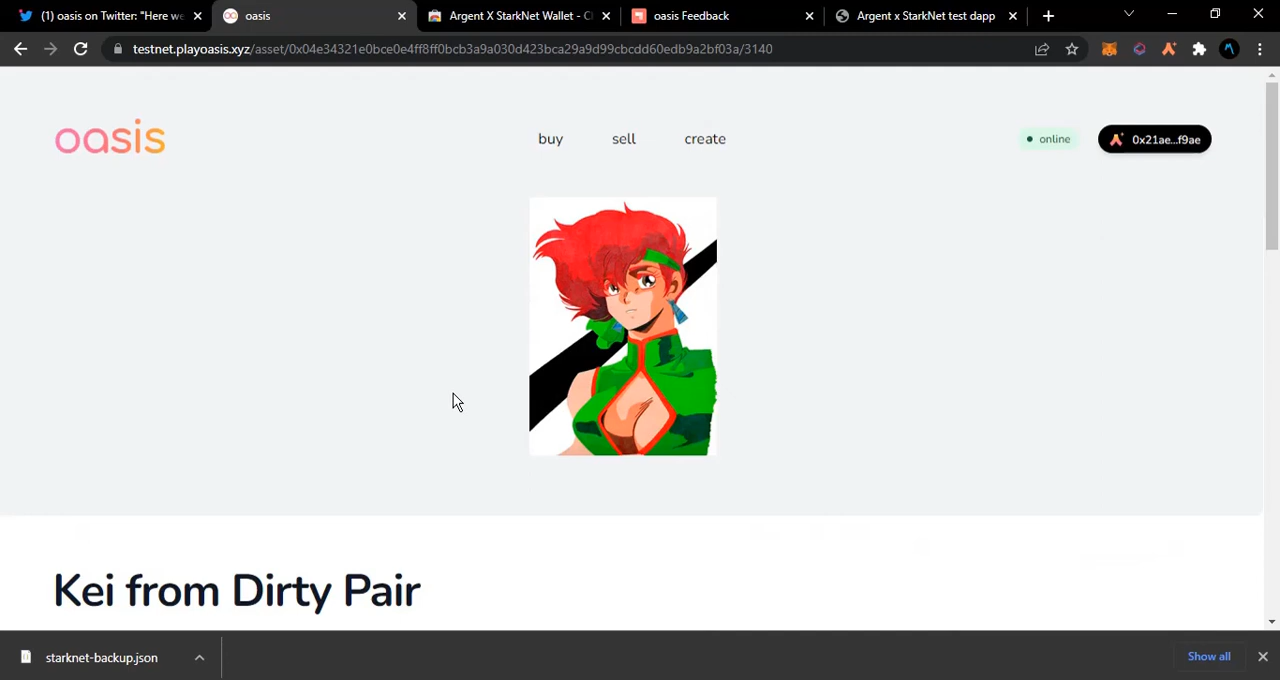 (1) oasis on Twitter: "Here we
oasis
Argent X StarkNet Wallet - C
oasis Feedback
Argent x StarkNet test dapp
testnet.playoasis.xyz/asset/0x04e34321e0bce0e4ff8ff0bcb3a9a030d423bca29a9d99cbcdd60edb9a2bf03a/3140
oasis
buy
sell
create
online
0x21ae...f9ae
Kei from Dirty Pair
starknet-backup.json
Show all